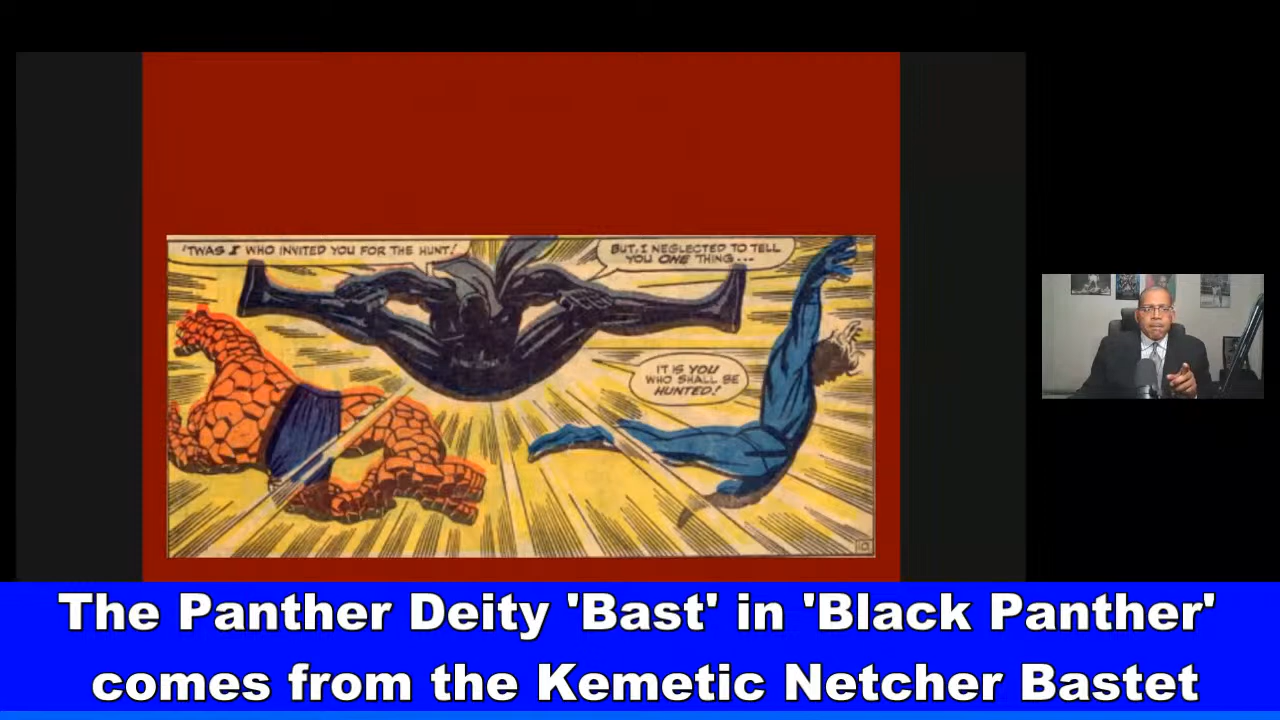 'TWAS I WHO INVITED YOU FOR THE HUNT!
BUT, I NEGLECTED TO TELL
YOU ONE THING...
IT IS YOU
WHO SHALL BE
HUNTED!
10
The Panther Deity 'Bast' in 'Black Panther'
comes from the Kemetic Netcher Bastet